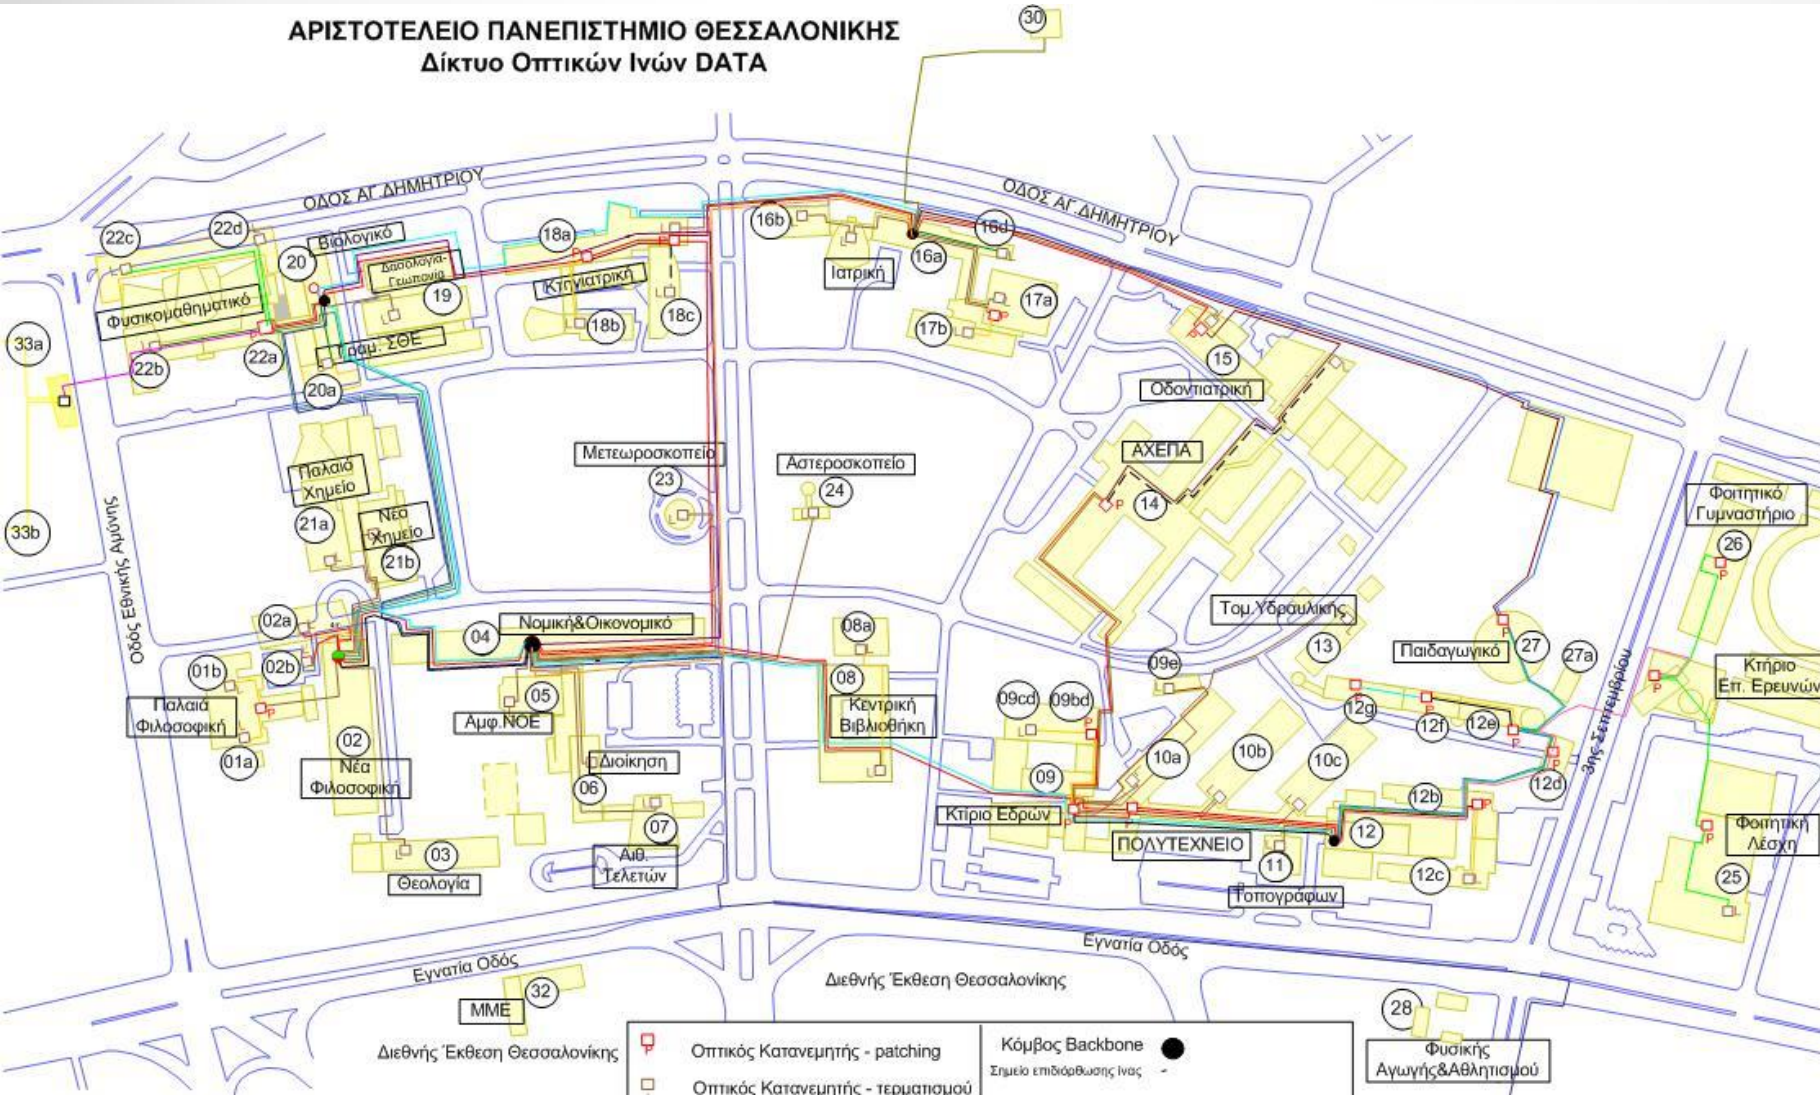 ΑΡΙΣΤΟΤΕΛΕΙΟ ΠΑΝΕΠΙΣΤΗΜΙΟ ΘΕΣΣΑΛΟΝΙΚΗΣ
Δίκτυο Οπτικών Ινών DATA
30
ΟΔΟΣ ΑΓ.ΔΗΜΗΤΡΙΟΥ
ΟΔΟΣ ΑΓ.ΔΗΜΗΤΡΙΟΥ
22c
22d
20
Βιολογικό
Δασολογία-
Γεωπονία
19
18a
Κτηνιατρική
18b
18c
16b
16a
16d
Ιατρική
17a
17b
15
Οδοντιατρική
Φυσικομαθηματικό
33a
33b
22b
22a
Γραμ. ΣΘΕ
20a
Παλαιό
Χημείο
21a
Νέο
Χημείο
21b
Οδός Εθνικής Αμύνης
Μετεωροσκοπείο
23
Αστεροσκοπείο
24
ΑΧΕΠΑ
14
Φοιτητικό
Γυμναστήριο
26
Τομ.Υδραυλικής
13
Παιδαγωγικό
27
27a
Κτήριο
Επ. Ερευνών
3ης Σεπτεμβρίου
02a
02b
01b
01a
Παλαιά
Φιλοσοφική
02
Νέα
Φιλοσοφική
04
Νομική&Οικονομικό
05
Αμφ.ΝΟΕ
Διοίκηση
06
07
Αιθ.
Τελετών
03
Θεολογία
08a
08
Κεντρική
Βιβλιοθήκη
09e
09cd
09bd
09
Κτίριο Εδρών
10a
10b
10c
12g
12f
12e
12d
12b
12
12c
ΠΟΛΥΤΕΧΝΕΙΟ
11
Τοπογράφων
Φοιτητική
Λέσχη
25
Εγνατία Οδός
Εγνατία Οδός
32
ΜΜΕ
Διεθνής Έκθεση Θεσσαλονίκης
Διεθνής Έκθεση Θεσσαλονίκης
28
Φυσικής
Αγωγής&Αθλητισμού
P Οπτικός Κατανεμητής - patching
Οπτικός Κατανεμητής - τερματισμού
Κόμβος Backbone
Σημείο επιδιόρθωσης ίνας -